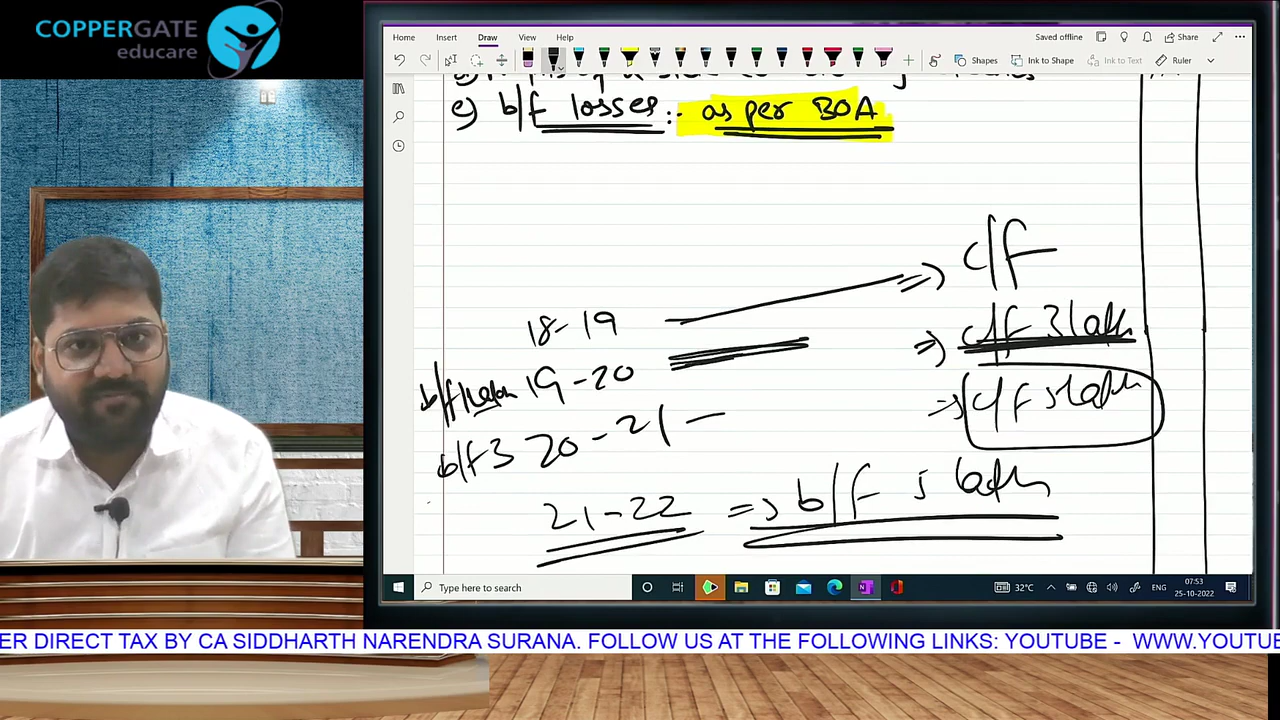 COPPERGATE
educare
Home Insert Draw View Help
Saved offline Share
Shapes Ink to Shape Ink to Text Ruler
e) b/f losses :- as per BOA
c/f
18-19
c/f 3 lakh
19-20
c/f 5 lakh
b/f 3 20-21
21-22 => b/f 5 lakh
Type here to search
32°C ENG 07:53
25-10-2022
ER DIRECT TAX BY CA SIDDHARTH NARENDRA SURANA. FOLLOW US AT THE FOLLOWING LINKS: YOUTUBE - WWW.YOUTU